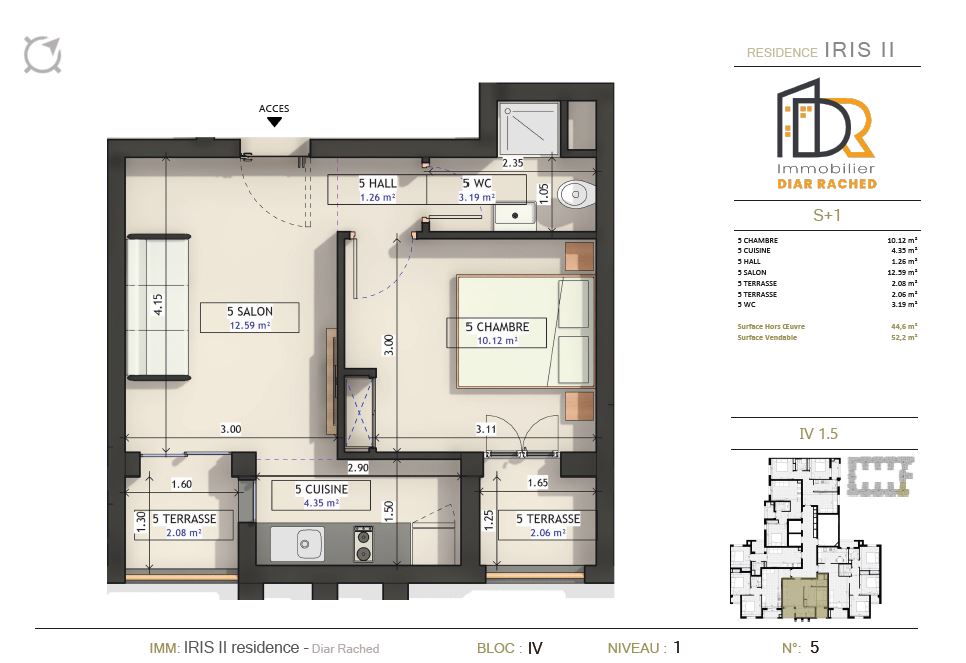 RESIDENCE IRIS II
DR
Immobilier
DIAR RACHED
S+1
5 CHAMBRE 10.12 m²
5 CUISINE 4.35 m²
5 HALL 1.26 m²
5 SALON 12.59 m²
5 TERRASSE 2.08 m²
5 TERRASSE 2.06 m²
5 WC 3.19 m²
Surface Hors Œuvre 44,6 m²
Surface Vendable 52,2 m²
IV 1.5
ACCES
2.35
5 HALL
1.26 m²
5 WC
3.19 m²
1.05
4.15
5 SALON
12.59 m²
5 CHAMBRE
10.12 m²
3.00
3.00
3.11
2.90
1.60
5 CUISINE
4.35 m²
1.65
1.30
5 TERRASSE
2.08 m²
1.50
1.25
5 TERRASSE
2.06 m²
IMM: IRIS II residence - Diar Rached BLOC : IV NIVEAU : 1 N°: 5